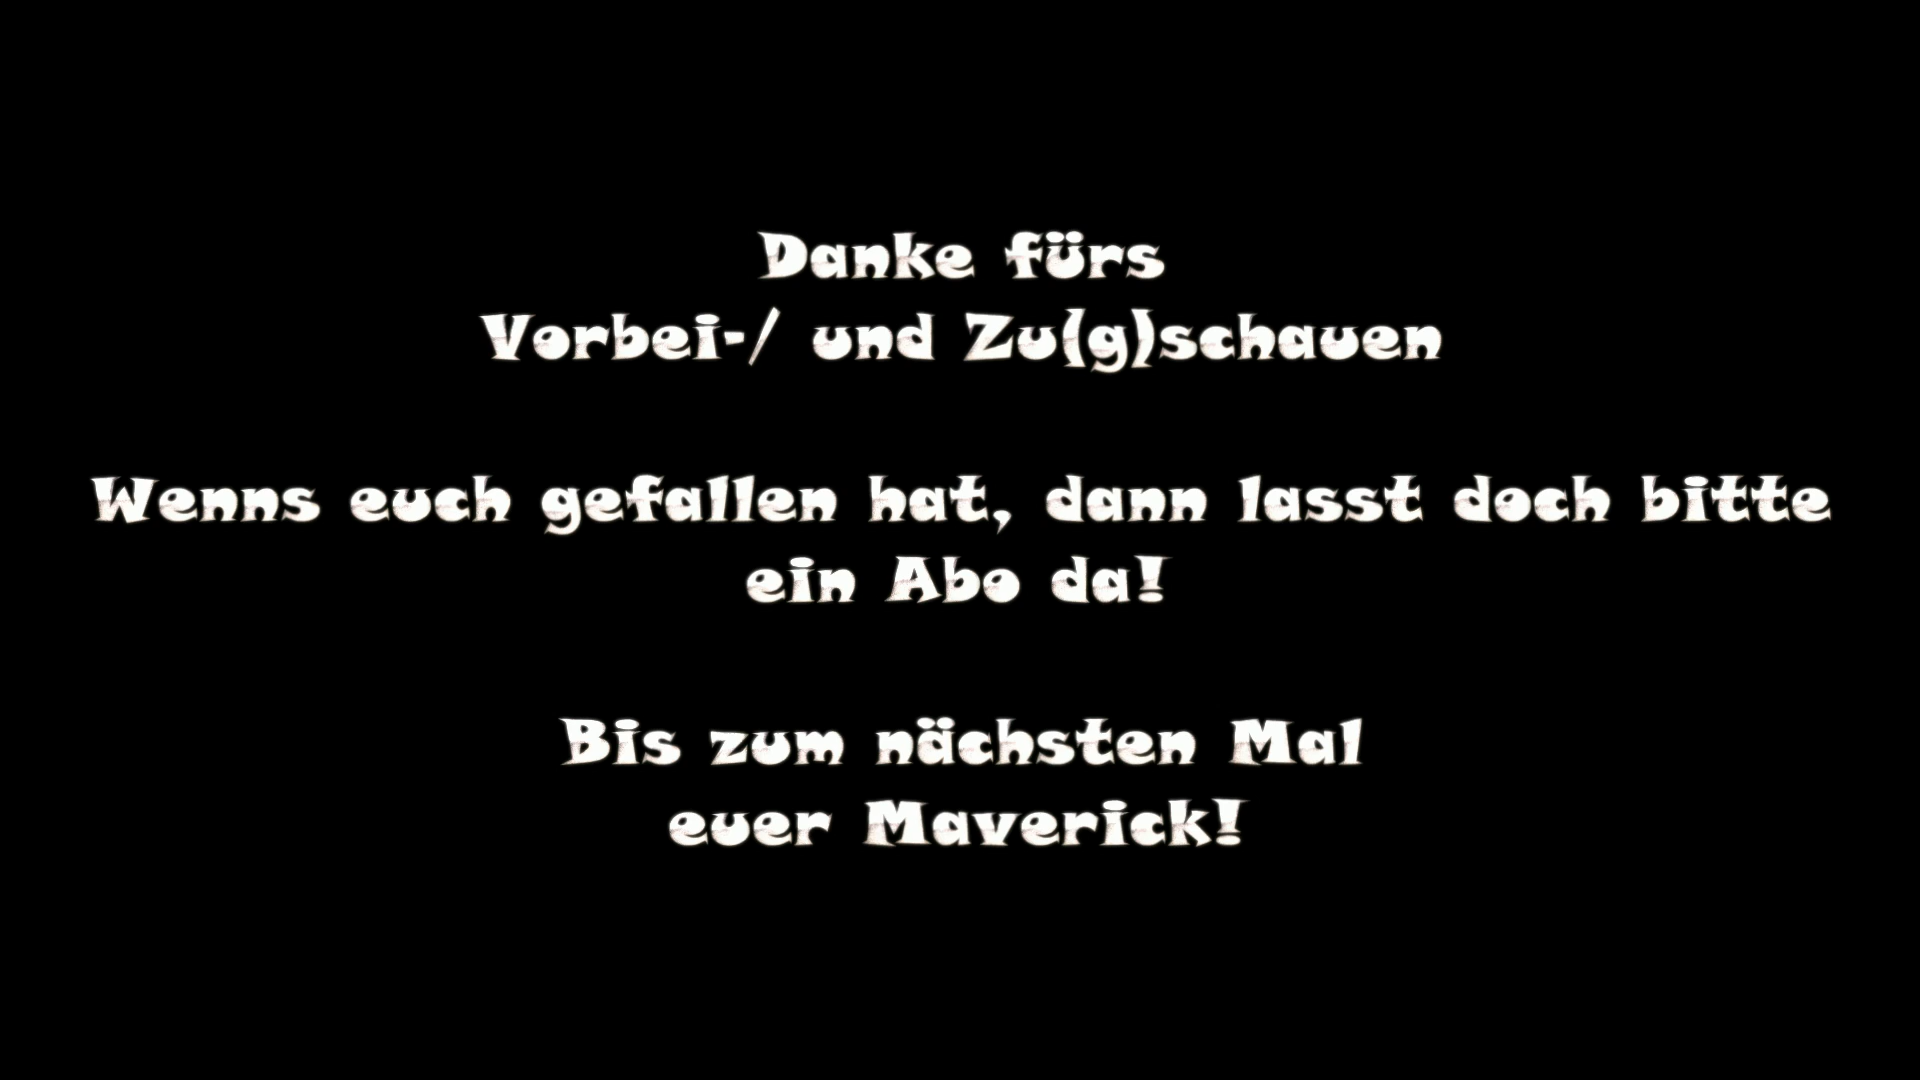 Danke fürs
Vorbei-/ und Zu(g)schauen
Wenns euch gefallen hat, dann lasst doch bitte
ein Abo da!
Bis zum nächsten Mal
euer Maverick!